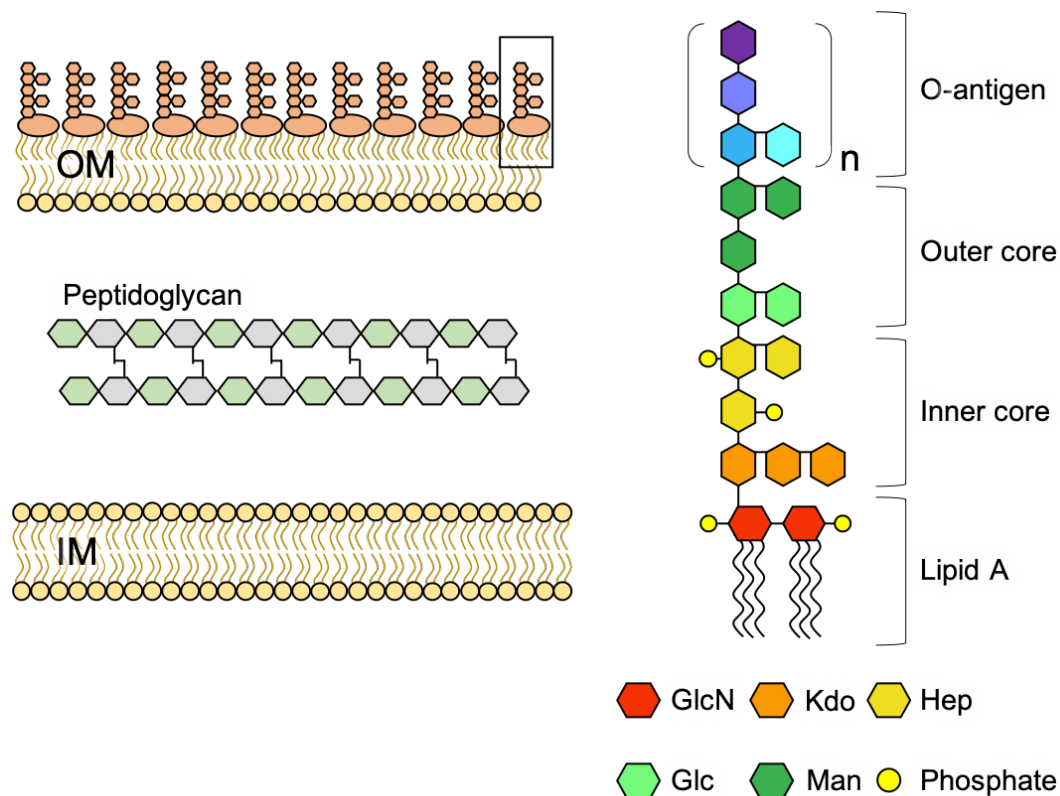 OM
Peptidoglycan
IM
n
O-antigen
Outer core
Inner core
Lipid A
GlcN
Kdo
Hep
Glc
Man
Phosphate